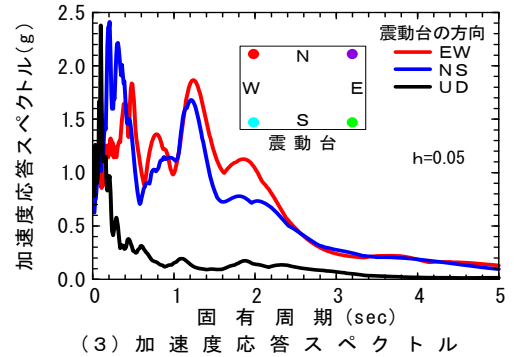 加速度応答スペクトル(g)
2.5
2.0
1.5
1.0
0.5
0.0
震動台の方向
EW
NS
UD
N
W
E
S
震動台
h=0.05
0
1
2
3
4
5
固有周期(sec)
(3)加速度応答スペクトル